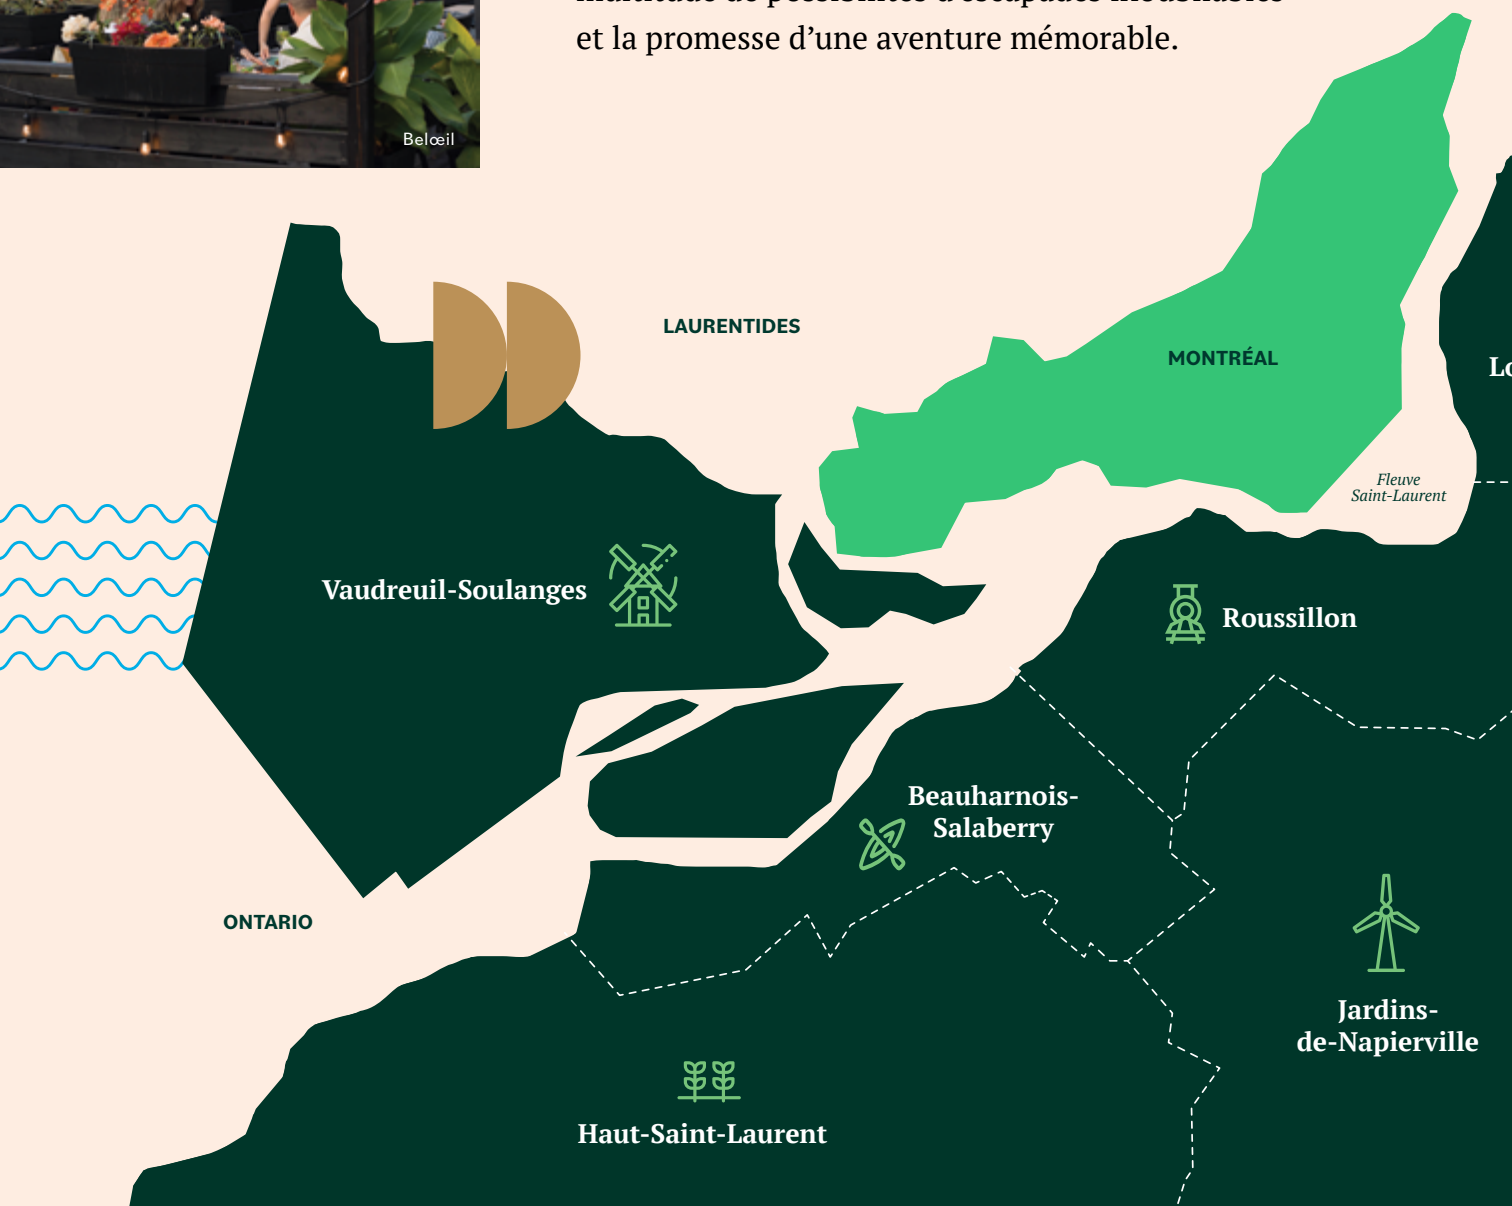 et la promesse d’une aventure mémorable.
Belœil
LAURENTIDES
MONTRÉAL
Fleuve
Saint-Laurent
Vaudreuil-Soulanges
Roussillon
Beauharnois-
Salaberry
ONTARIO
Jardins-
de-Napierville
Haut-Saint-Laurent